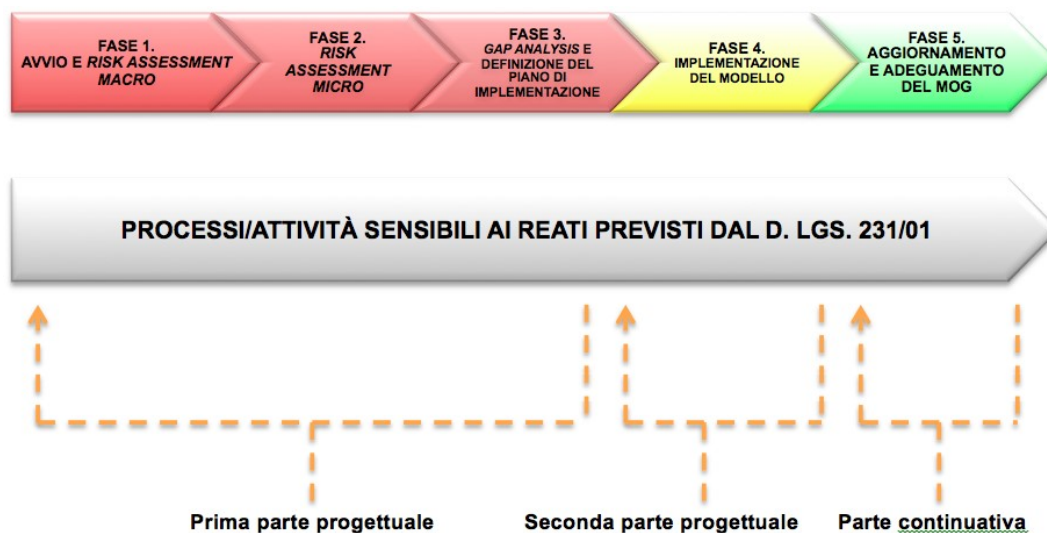 FASE 1.
AVVIO E RISK ASSESSMENT
MACRO
FASE 2.
RISK
ASSESSMENT
MICRO
FASE 3.
GAP ANALYSIS E
DEFINIZIONE DEL
PIANO DI
IMPLEMENTAZIONE
FASE 4.
IMPLEMENTAZIONE
DEL MODELLO
FASE 5.
AGGIORNAMENTO
E ADEGUAMENTO
DEL MOG
PROCESSI/ATTIVITÀ SENSIBILI AI REATI PREVISTI DAL D. LGS. 231/01
Prima parte progettuale
Seconda parte progettuale
Parte continuativa